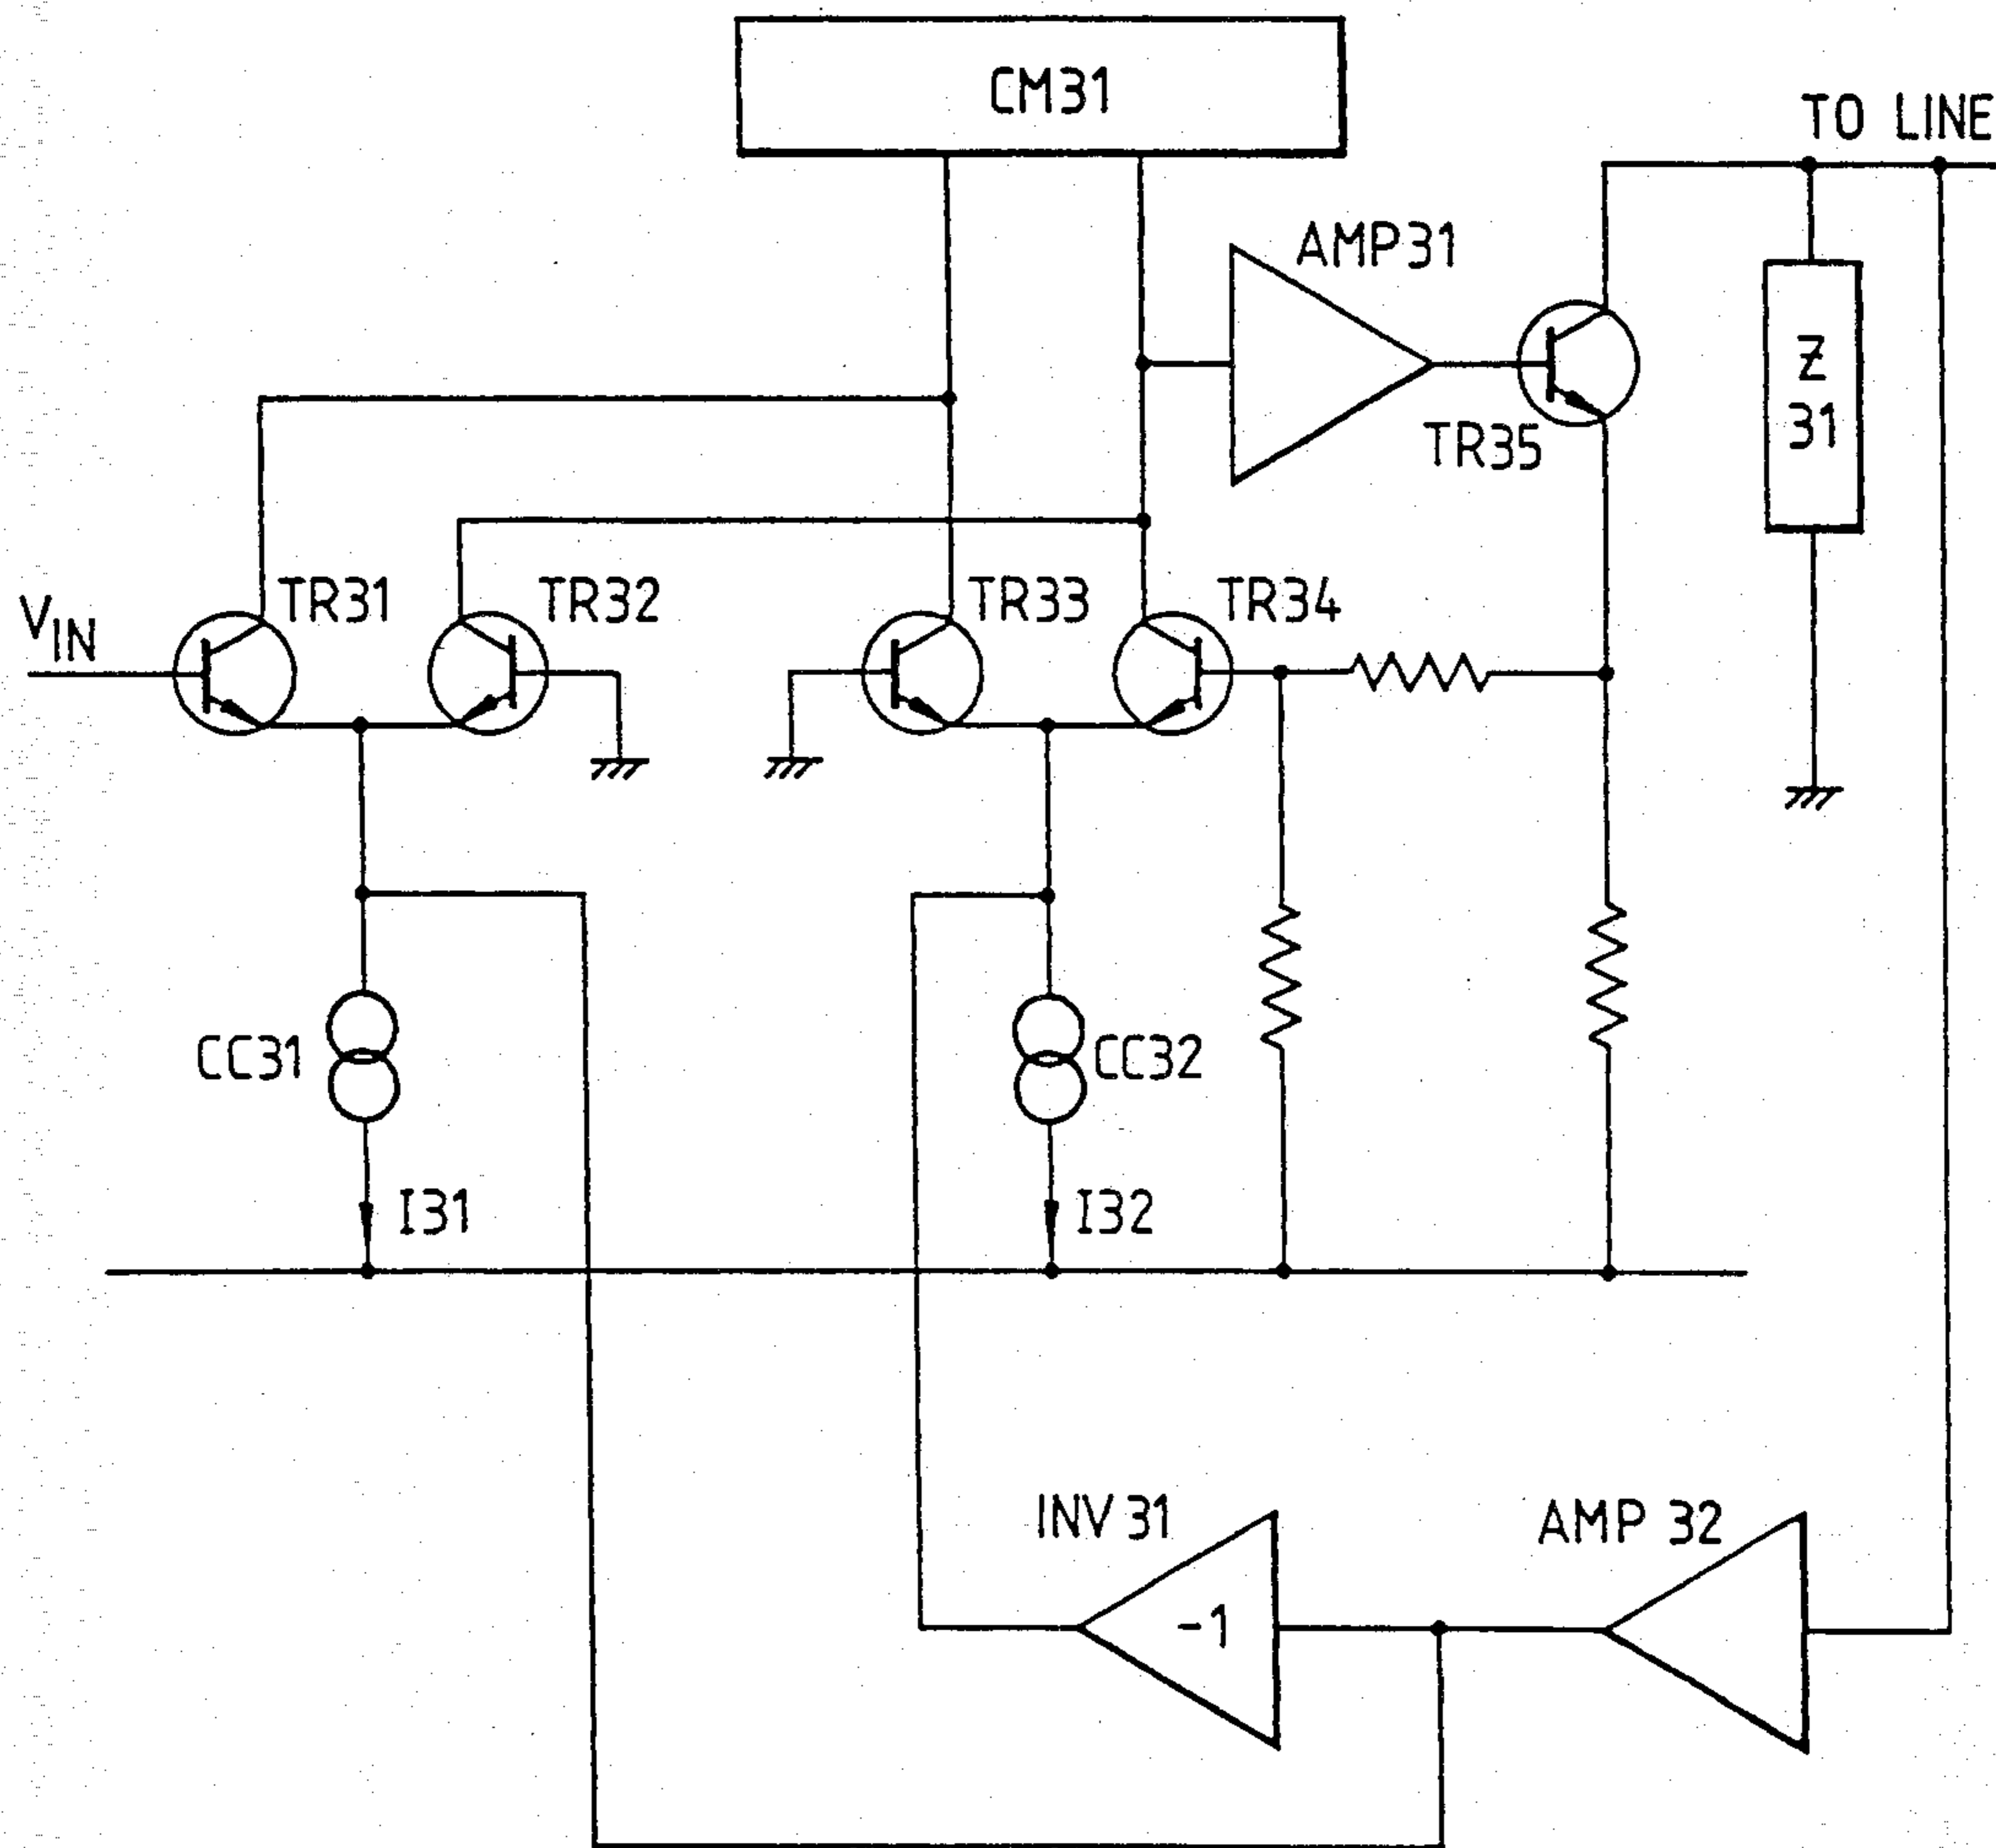 CM31
TO LINE
AMP31
Z
31
TR35
TR31
TR32
TR33
TR34
VIN
CC31
CC32
I31
I32
INV 31
AMP 32
-1